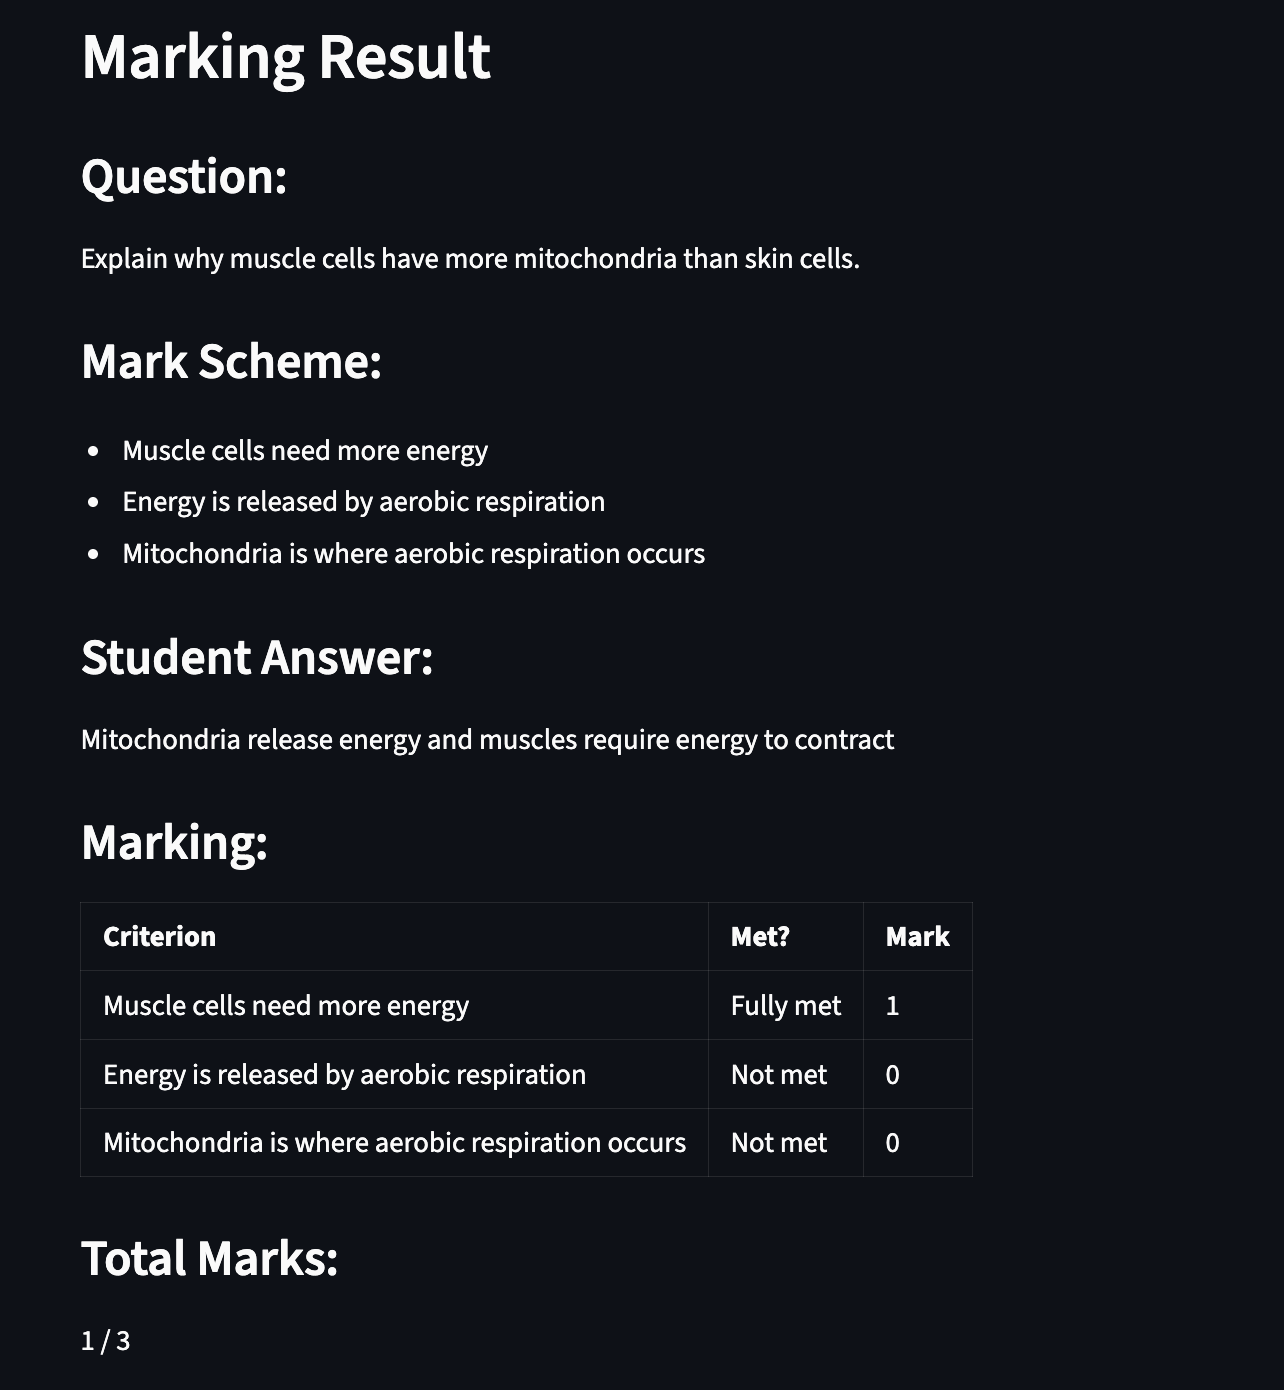 Marking Result
Question:
Explain why muscle cells have more mitochondria than skin cells.
Mark Scheme:
• Muscle cells need more energy
• Energy is released by aerobic respiration
• Mitochondria is where aerobic respiration occurs
Student Answer:
Mitochondria release energy and muscles require energy to contract
Marking:
Criterion Met? Mark
Muscle cells need more energy Fully met 1
Energy is released by aerobic respiration Not met 0
Mitochondria is where aerobic respiration occurs Not met 0
Total Marks:
1 / 3